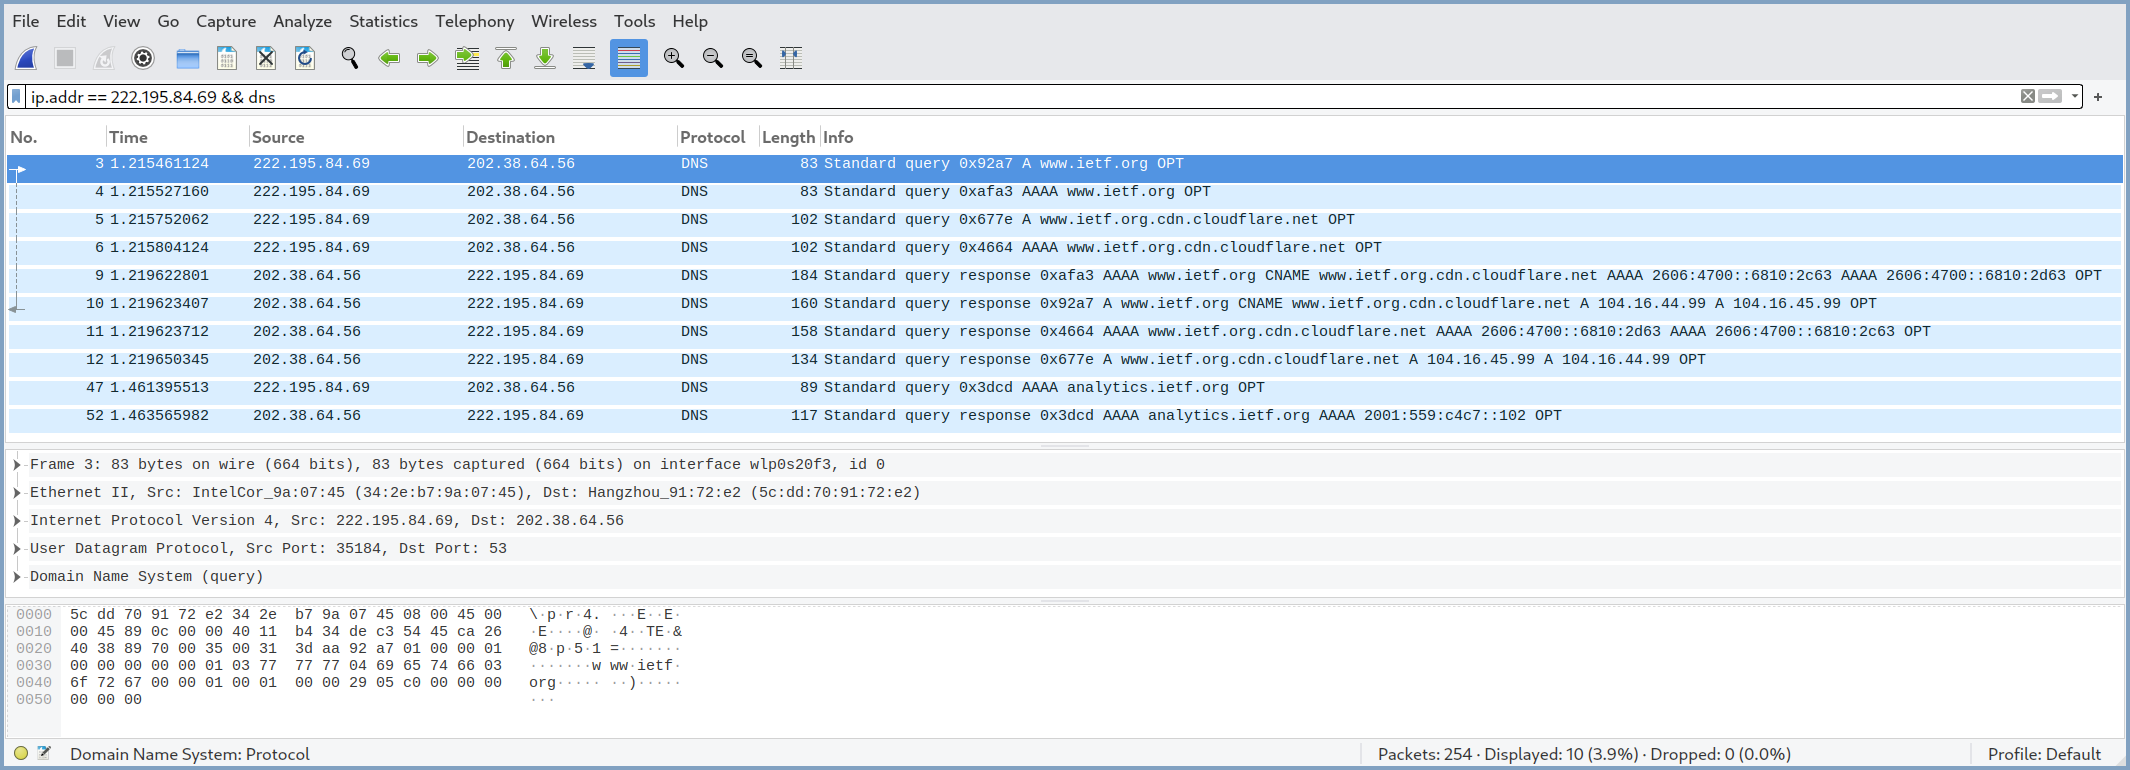 File Edit View Go Capture Analyze Statistics Telephony Wireless Tools Help
ip.addr == 222.195.84.69 && dns
No. Time Source Destination Protocol Length Info
3 1.215461124 222.195.84.69 202.38.64.56 DNS 83 Standard query 0x92a7 A www.ietf.org OPT
4 1.215527160 222.195.84.69 202.38.64.56 DNS 83 Standard query 0xafa3 AAAA www.ietf.org OPT
5 1.215752062 222.195.84.69 202.38.64.56 DNS 102 Standard query 0x677e A www.ietf.org.cdn.cloudflare.net OPT
6 1.215804124 222.195.84.69 202.38.64.56 DNS 102 Standard query 0x4664 AAAA www.ietf.org.cdn.cloudflare.net OPT
9 1.219622801 202.38.64.56 222.195.84.69 DNS 184 Standard query response 0xafa3 AAAA www.ietf.org CNAME www.ietf.org.cdn.cloudflare.net AAAA 2606:4700::6810:2c63 AAAA 2606:4700::6810:2d63 OPT
10 1.219623407 202.38.64.56 222.195.84.69 DNS 160 Standard query response 0x92a7 A www.ietf.org CNAME www.ietf.org.cdn.cloudflare.net A 104.16.44.99 A 104.16.45.99 OPT
11 1.219623712 202.38.64.56 222.195.84.69 DNS 158 Standard query response 0x4664 AAAA www.ietf.org.cdn.cloudflare.net AAAA 2606:4700::6810:2d63 AAAA 2606:4700::6810:2c63 OPT
12 1.219650345 202.38.64.56 222.195.84.69 DNS 134 Standard query response 0x677e A www.ietf.org.cdn.cloudflare.net A 104.16.45.99 A 104.16.44.99 OPT
47 1.461395513 222.195.84.69 202.38.64.56 DNS 89 Standard query 0x3dcd AAAA analytics.ietf.org OPT
52 1.463565982 202.38.64.56 222.195.84.69 DNS 117 Standard query response 0x3dcd AAAA analytics.ietf.org AAAA 2001:559:c4c7::102 OPT
Frame 3: 83 bytes on wire (664 bits), 83 bytes captured (664 bits) on interface wlp0s20f3, id 0
Ethernet II, Src: IntelCor_9a:07:45 (34:2e:b7:9a:07:45), Dst: Hangzhou_91:72:e2 (5c:dd:70:91:72:e2)
Internet Protocol Version 4, Src: 222.195.84.69, Dst: 202.38.64.56
User Datagram Protocol, Src Port: 35184, Dst Port: 53
Domain Name System (query)
0000 5c dd 70 91 72 e2 34 2e b7 9a 07 45 08 00 45 00 \·p·r·4. ···E··E·
0010 00 45 89 0c 00 00 40 11 b4 34 de c3 54 45 ca 26 ·E····@· ·4··TE·&
0020 40 38 89 70 00 35 00 31 3d aa 92 a7 01 00 00 01 @8·p·5·1 =·······
0030 00 00 00 00 00 01 03 77 77 77 04 69 65 74 66 03 ·······w ww·ietf·
0040 6f 72 67 00 00 01 00 01 00 00 29 05 c0 00 00 00 org····· ··)·····
0050 00 00 00 ···
Domain Name System: Protocol Packets: 254 · Displayed: 10 (3.9%) · Dropped: 0 (0.0%) Profile: Default